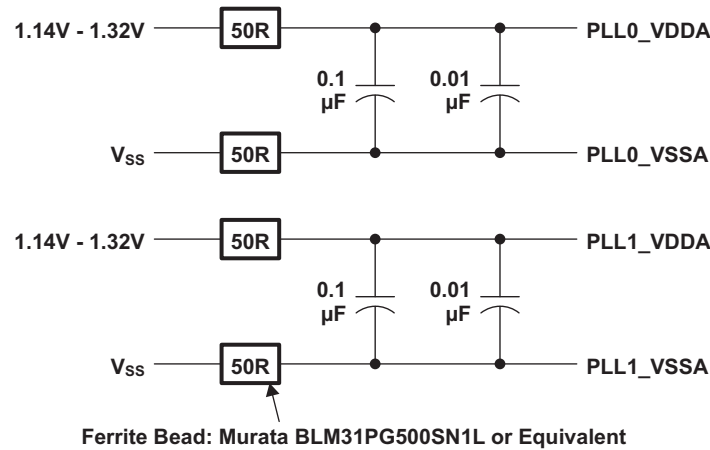 1.14V - 1.32V 50R PLL0_VDDA
0.1 µF 0.01 µF
VSS 50R PLL0_VSSA
1.14V - 1.32V 50R PLL1_VDDA
0.1 µF 0.01 µF
VSS 50R PLL1_VSSA
Ferrite Bead: Murata BLM31PG500SN1L or Equivalent